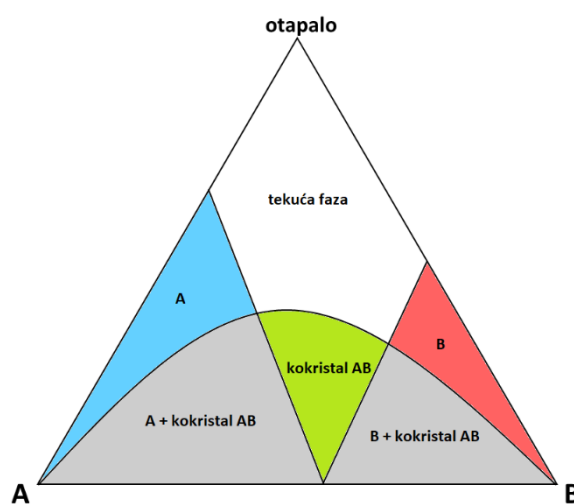 otapalo
tekuća faza
A
B
kokristal AB
A + kokristal AB
B + kokristal AB
A
B